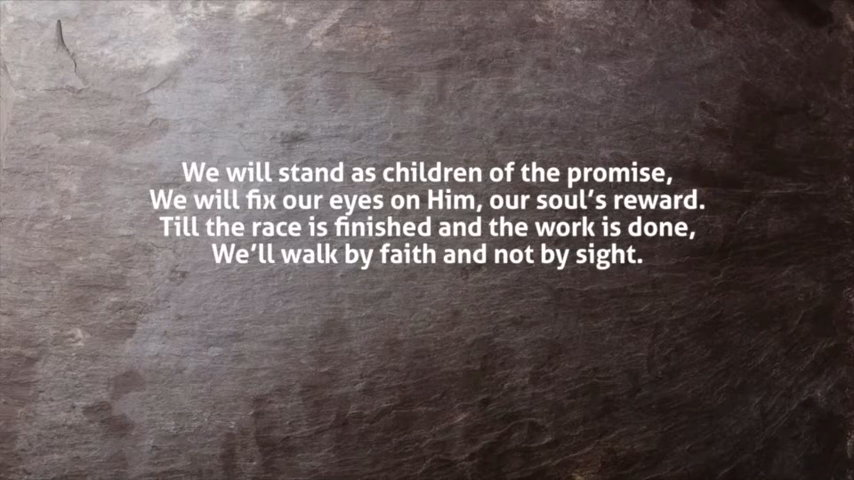 We will stand as children of the promise,
We will fix our eyes on Him, our soul’s reward.
Till the race is finished and the work is done,
We’ll walk by faith and not by sight.